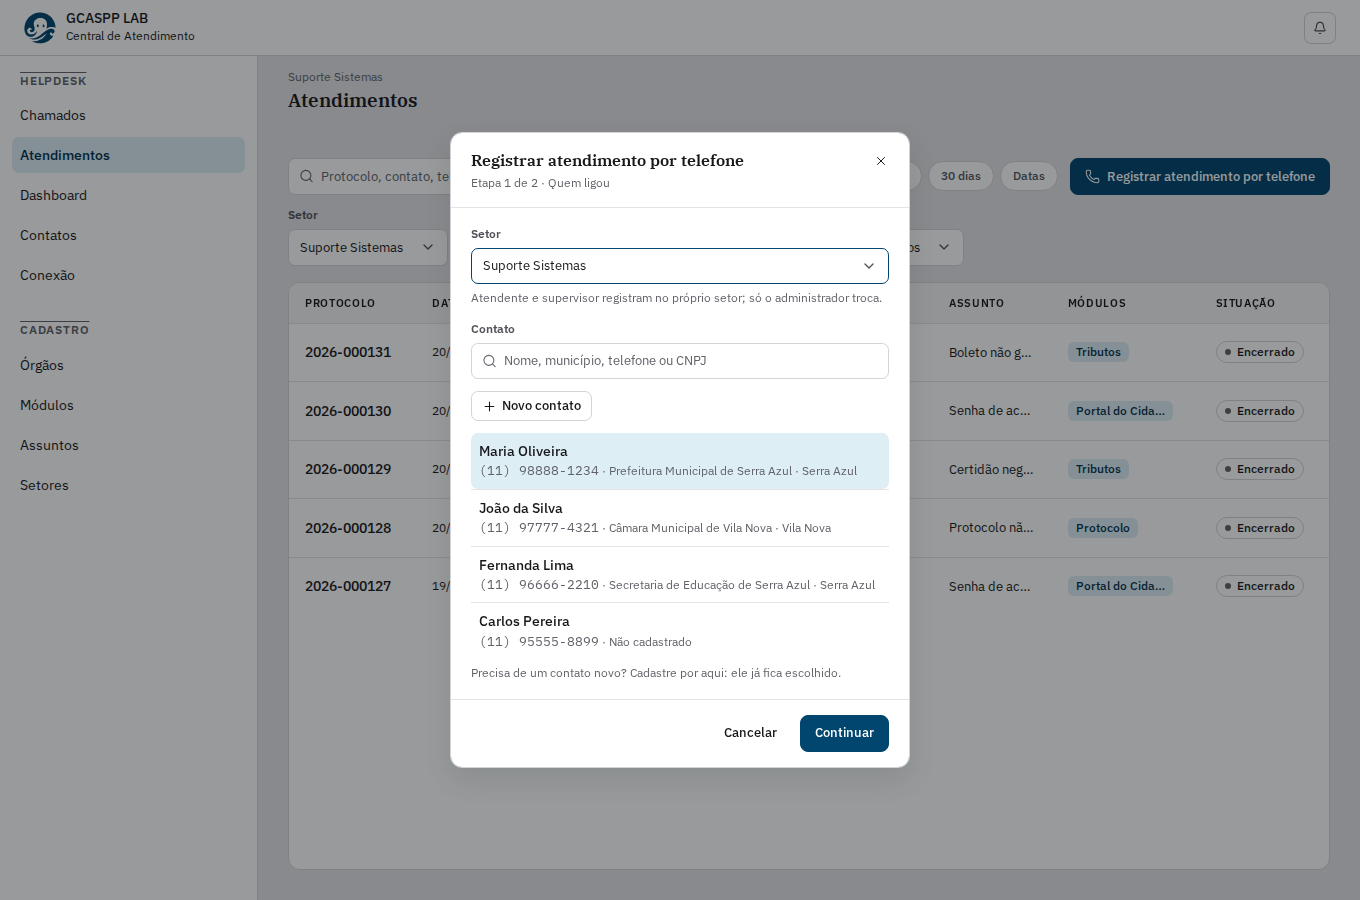 GCASPP LAB
Central de Atendimento
HELPDESK
Chamados
Atendimentos
Dashboard
Contatos
Conexão
CADASTRO
Órgãos
Módulos
Assuntos
Setores
Suporte Sistemas
Atendimentos
Protocolo, contato, te
30 dias
Datas
Registrar atendimento por telefone
Setor
Suporte Sistemas
os
PROTOCOLO
DAT
ASSUNTO
MÓDULOS
SITUAÇÃO
2026-000131
20/
Boleto não g...
Tributos
Encerrado
2026-000130
20/
Senha de ac...
Portal do Cida...
Encerrado
2026-000129
20/
Certidão neg...
Tributos
Encerrado
2026-000128
20/
Protocolo nã...
Protocolo
Encerrado
2026-000127
19/
Senha de ac...
Portal do Cida...
Encerrado
Registrar atendimento por telefone
Etapa 1 de 2 · Quem ligou
Setor
Suporte Sistemas
Atendente e supervisor registram no próprio setor; só o administrador troca.
Contato
Nome, município, telefone ou CNPJ
Novo contato
Maria Oliveira
(11) 98888-1234 · Prefeitura Municipal de Serra Azul · Serra Azul
João da Silva
(11) 97777-4321 · Câmara Municipal de Vila Nova · Vila Nova
Fernanda Lima
(11) 96666-2210 · Secretaria de Educação de Serra Azul · Serra Azul
Carlos Pereira
(11) 95555-8899 · Não cadastrado
Precisa de um contato novo? Cadastre por aqui: ele já fica escolhido.
Cancelar
Continuar